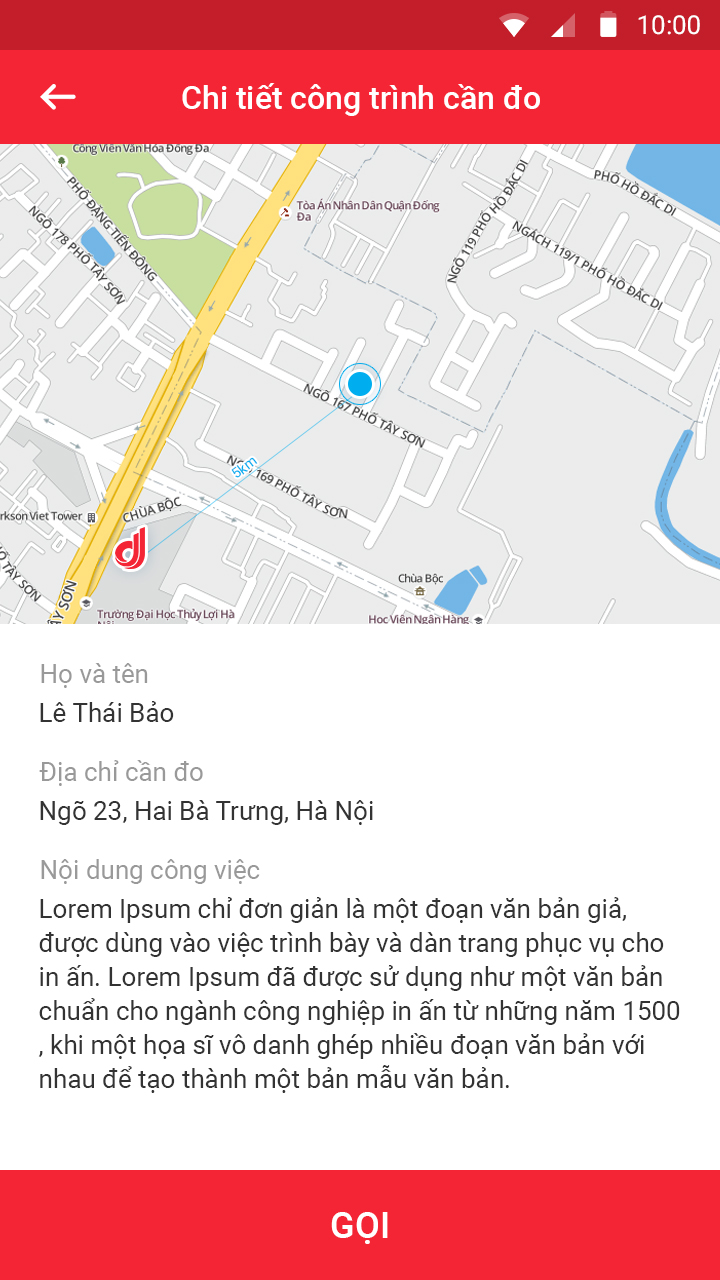 10:00
Chi tiết công trình cần đo
Công Viên Văn Hóa Đống Đa
PHỐ ĐẶNG TIẾN ĐÔNG
NGÕ 178 PHỐ TÂY SƠN
Tòa Án Nhân Dân Quận Đống
Đa
NGÕ 119 PHỐ HỒ ĐẮC DI
PHỐ HỒ ĐẮC DI
NGÁCH 119/1 PHỐ HỒ ĐẮC DI
NGÕ 167 PHỐ TÂY SƠN
5km
NGÕ 169 PHỐ TÂY SƠN
rkson Viet Tower
CHÙA BỘC
TÂY SƠN
ÂY SƠN
Chùa Bộc
Trường Đại Học Thủy Lợi Hà
Nội
Học Viện Ngân Hàng
Họ và tên
Lê Thái Bảo
Địa chỉ cần đo
Ngõ 23, Hai Bà Trưng, Hà Nội
Nội dung công việc
Lorem Ipsum chỉ đơn giản là một đoạn văn bản giả,
được dùng vào việc trình bày và dàn trang phục vụ cho
in ấn. Lorem Ipsum đã được sử dụng như một văn bản
chuẩn cho ngành công nghiệp in ấn từ những năm 1500
, khi một họa sĩ vô danh ghép nhiều đoạn văn bản với
nhau để tạo thành một bản mẫu văn bản.
GỌI